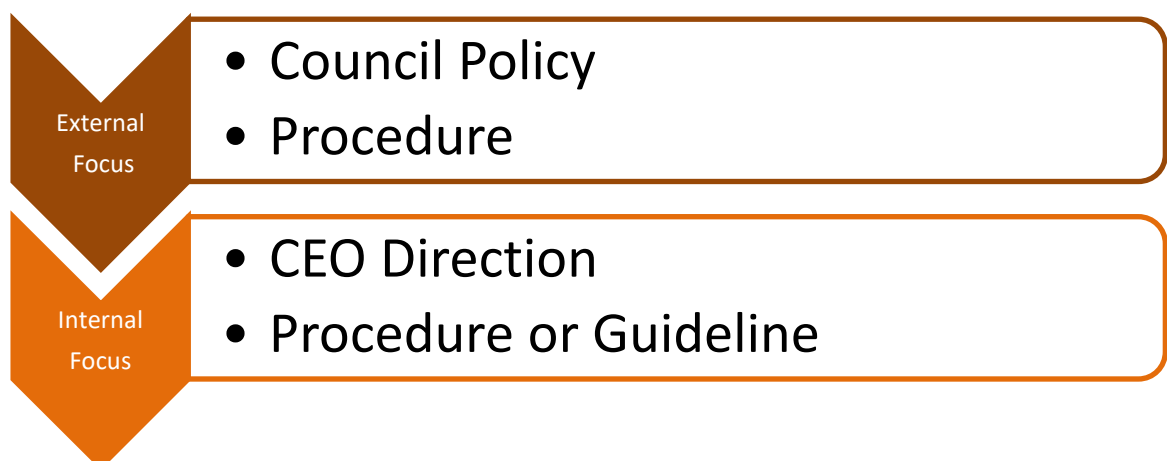 External
Focus
• Council Policy
• Procedure
Internal
Focus
• CEO Direction
• Procedure or Guideline